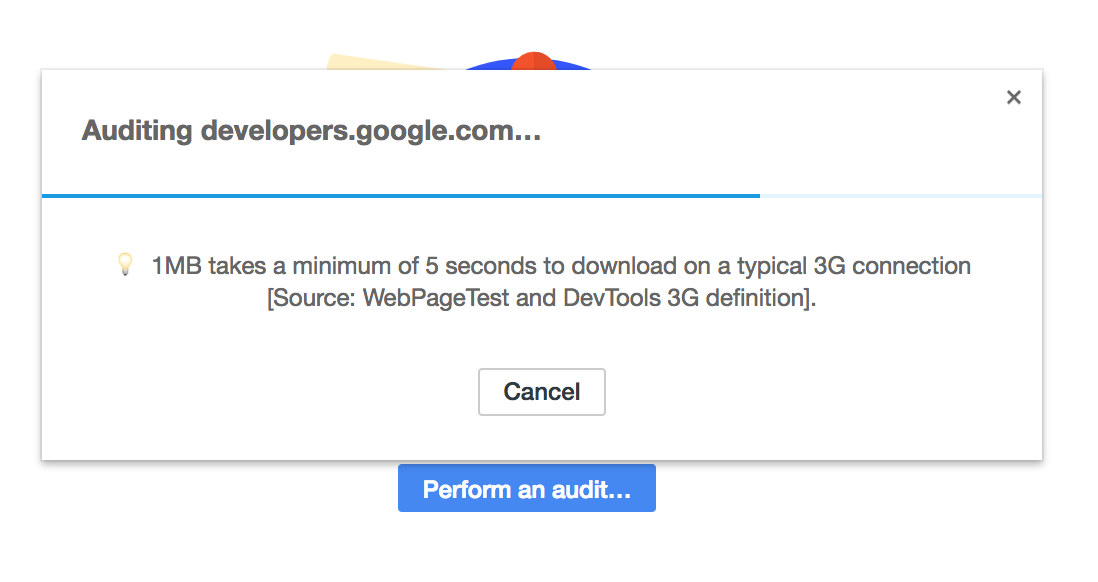 Auditing developers.google.com...
1MB takes a minimum of 5 seconds to download on a typical 3G connection
[Source: WebPageTest and DevTools 3G definition].
Cancel
Perform an audit...